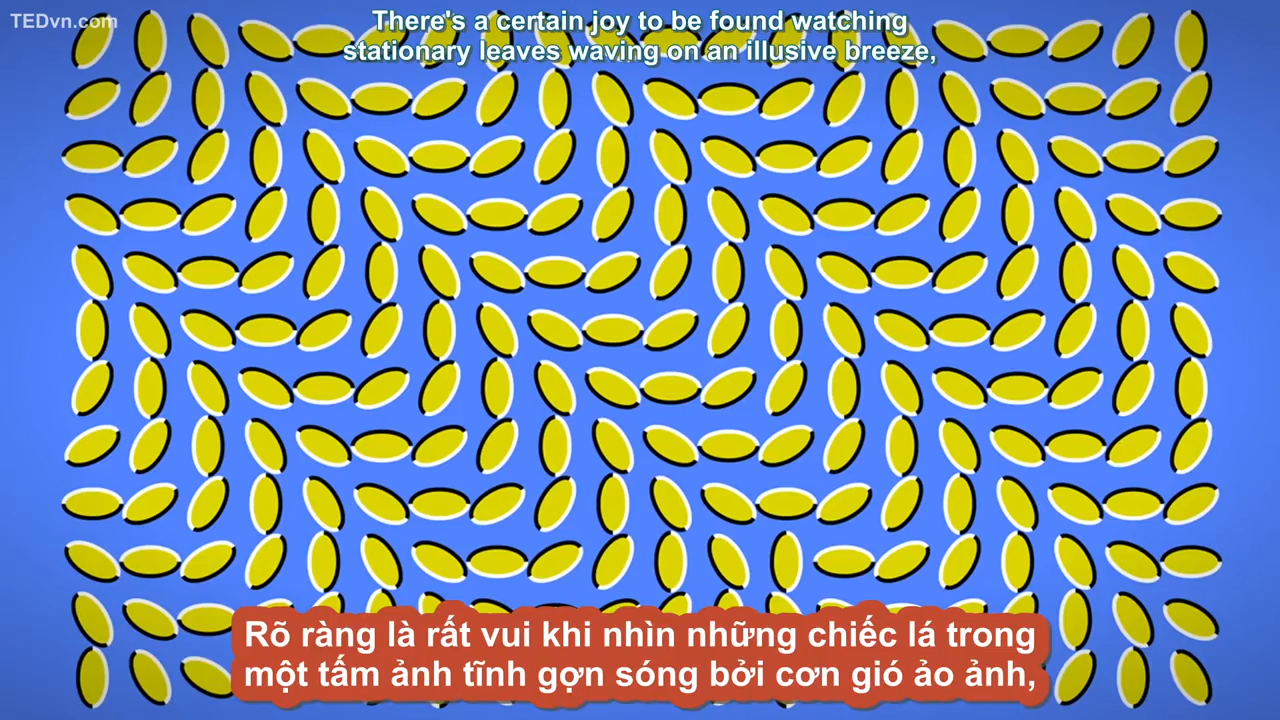 TEDvn.com
There's a certain joy to be found watching
stationary leaves waving on an illusive breeze,
Rõ ràng là rất vui khi nhìn những chiếc lá trong
một tấm ảnh tĩnh gợn sóng bởi cơn gió ảo ảnh,